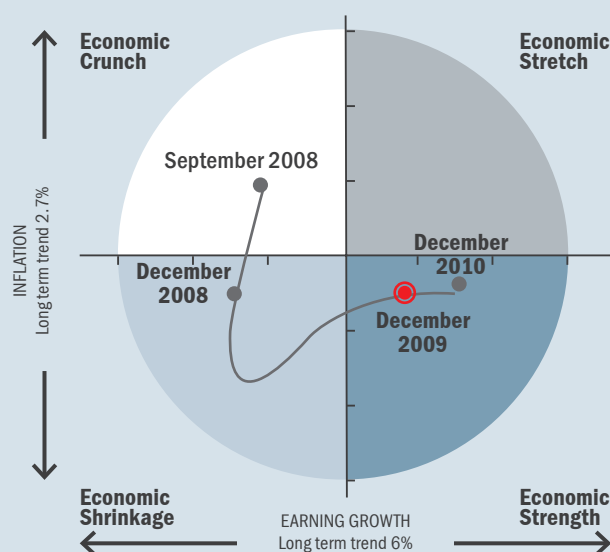 Economic
Crunch
Economic
Stretch
September 2008
INFLATION
Long term trend 2.7%
December
2008
December
2010
December
2009
Economic
Shrinkage
EARNING GROWTH
Long term trend 6%
Economic
Strength